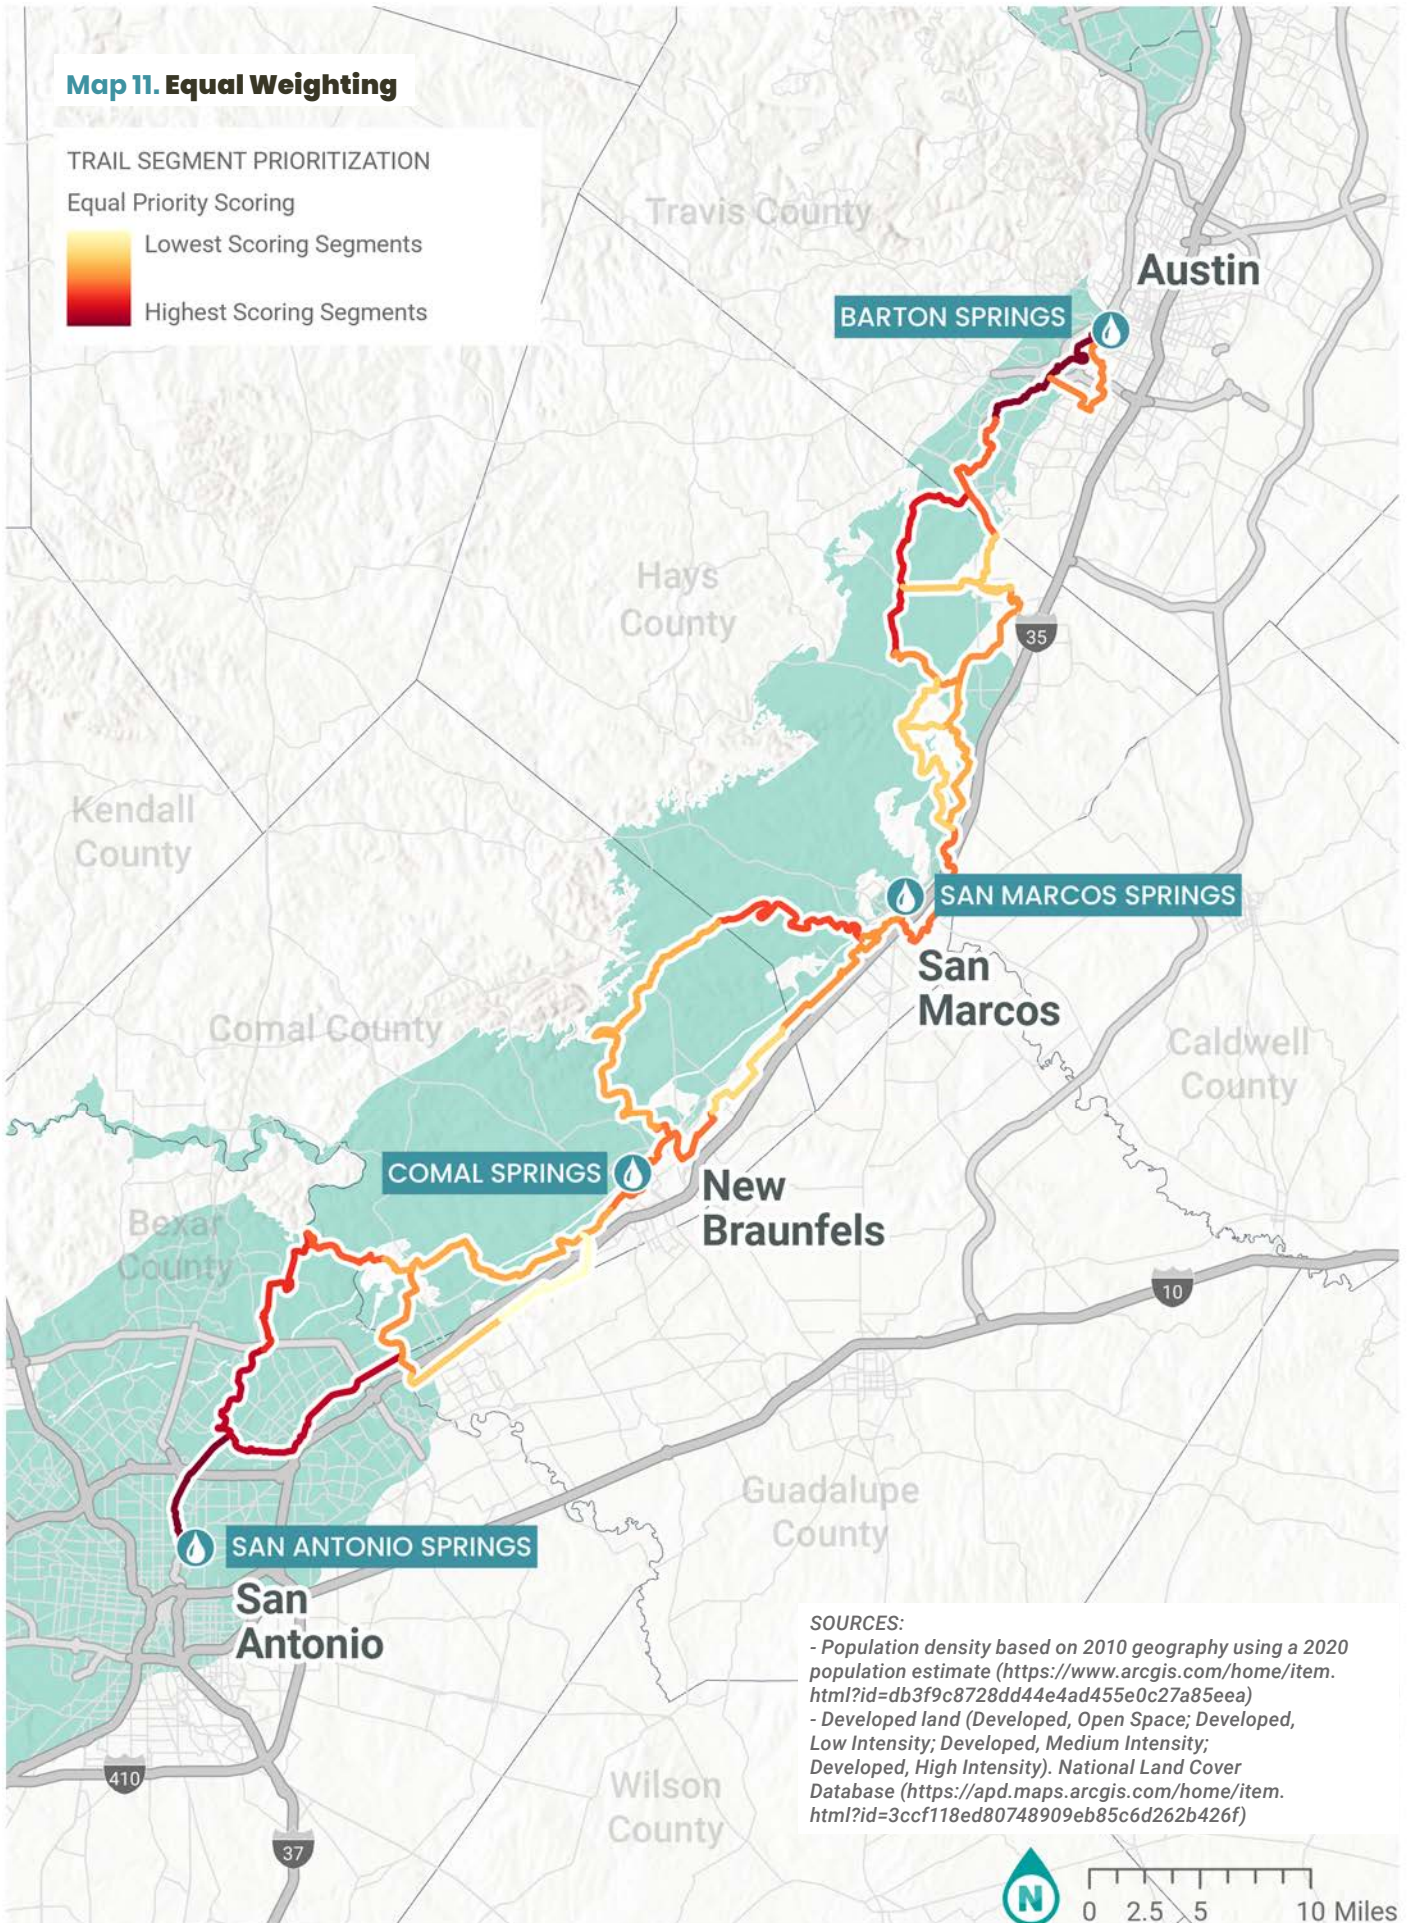 Map 11. Equal Weighting
TRAIL SEGMENT PRIORITIZATION
Equal Priority Scoring
Lowest Scoring Segments
Highest Scoring Segments
Travis County
Austin
BARTON SPRINGS
Hays
County
35
Kendall
County
SAN MARCOS SPRINGS
San
Marcos
Comal County
Caldwell
County
COMAL SPRINGS
New
Braunfels
Bexar
County
10
Guadalupe
County
SAN ANTONIO SPRINGS
San
Antonio
SOURCES:
- Population density based on 2010 geography using a 2020
population estimate (https://www.arcgis.com/home/item.
html?id=db3f9c8728dd44e4ad455e0c27a85eea)
- Developed land (Developed, Open Space; Developed,
Low Intensity; Developed, Medium Intensity;
Developed, High Intensity). National Land Cover
Database (https://apd.maps.arcgis.com/home/item.
html?id=3ccf118ed80748909eb85c6d262b426f)
410
Wilson
County
37
N
0 2.5 5 10 Miles